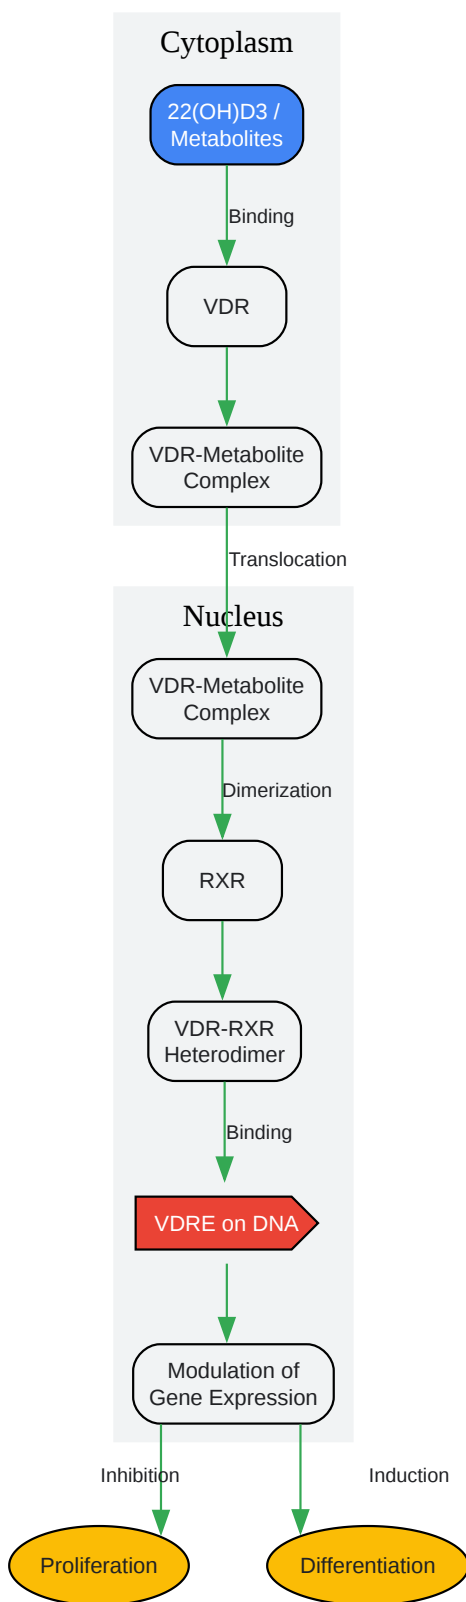 Cytoplasm
22(OH)D3 /
Metabolites
Binding
VDR
VDR-Metabolite
Complex
Translocation
Nucleus
VDR-Metabolite
Complex
Dimerization
RXR
VDR-RXR
Heterodimer
Binding
VDRE on DNA
Modulation of
Gene Expression
Inhibition
Induction
Proliferation
Differentiation